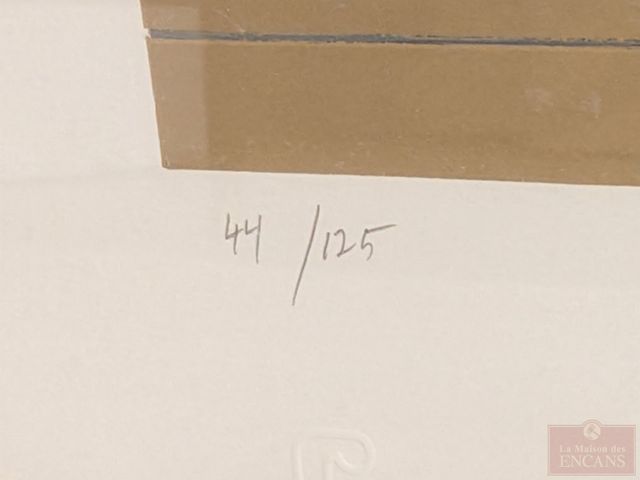 44 /125
La Maison des
ENCANS